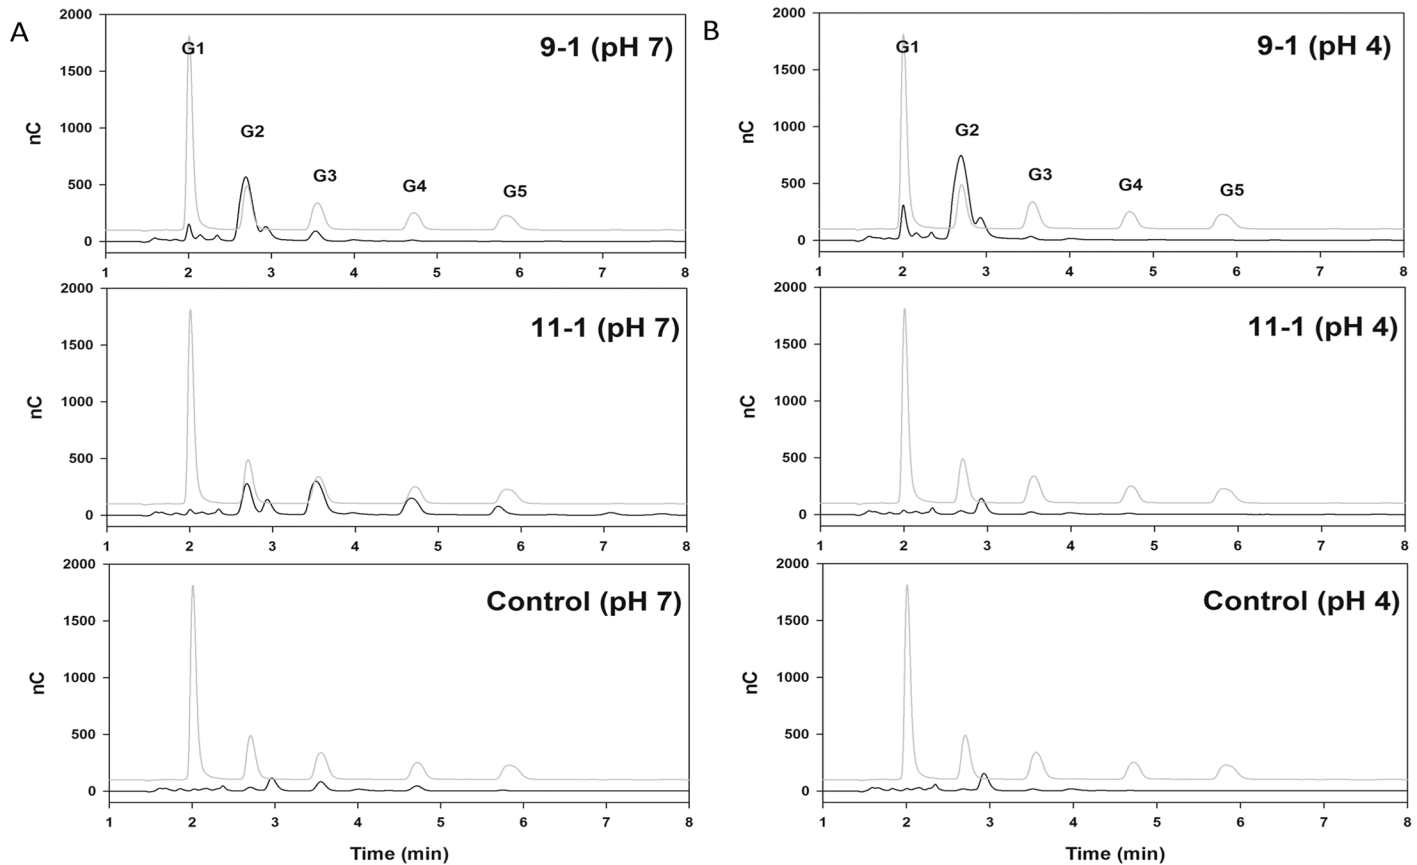 A
B
2000
1500
1000
500
0
nC
G1
G2
G3
G4
G5
9-1 (pH 7)
1 2 3 4 5 6 7 8
2000
1500
1000
500
0
nC
G1
G2
G3
G4
G5
9-1 (pH 4)
1 2 3 4 5 6 7 8
2000
1500
1000
500
0
nC
11-1 (pH 7)
1 2 3 4 5 6 7 8
2000
1500
1000
500
0
nC
11-1 (pH 4)
1 2 3 4 5 6 7 8
2000
1500
1000
500
0
nC
Control (pH 7)
1 2 3 4 5 6 7 8
Time (min)
2000
1500
1000
500
0
nC
Control (pH 4)
1 2 3 4 5 6 7 8
Time (min)